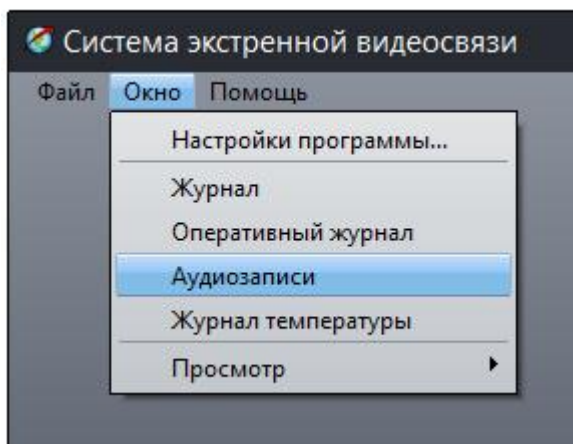 Система экстренной видеосвязи
Файл Окно Помощь
Настройки программы...
Журнал
Оперативный журнал
Аудиозаписи
Журнал температуры
Просмотр